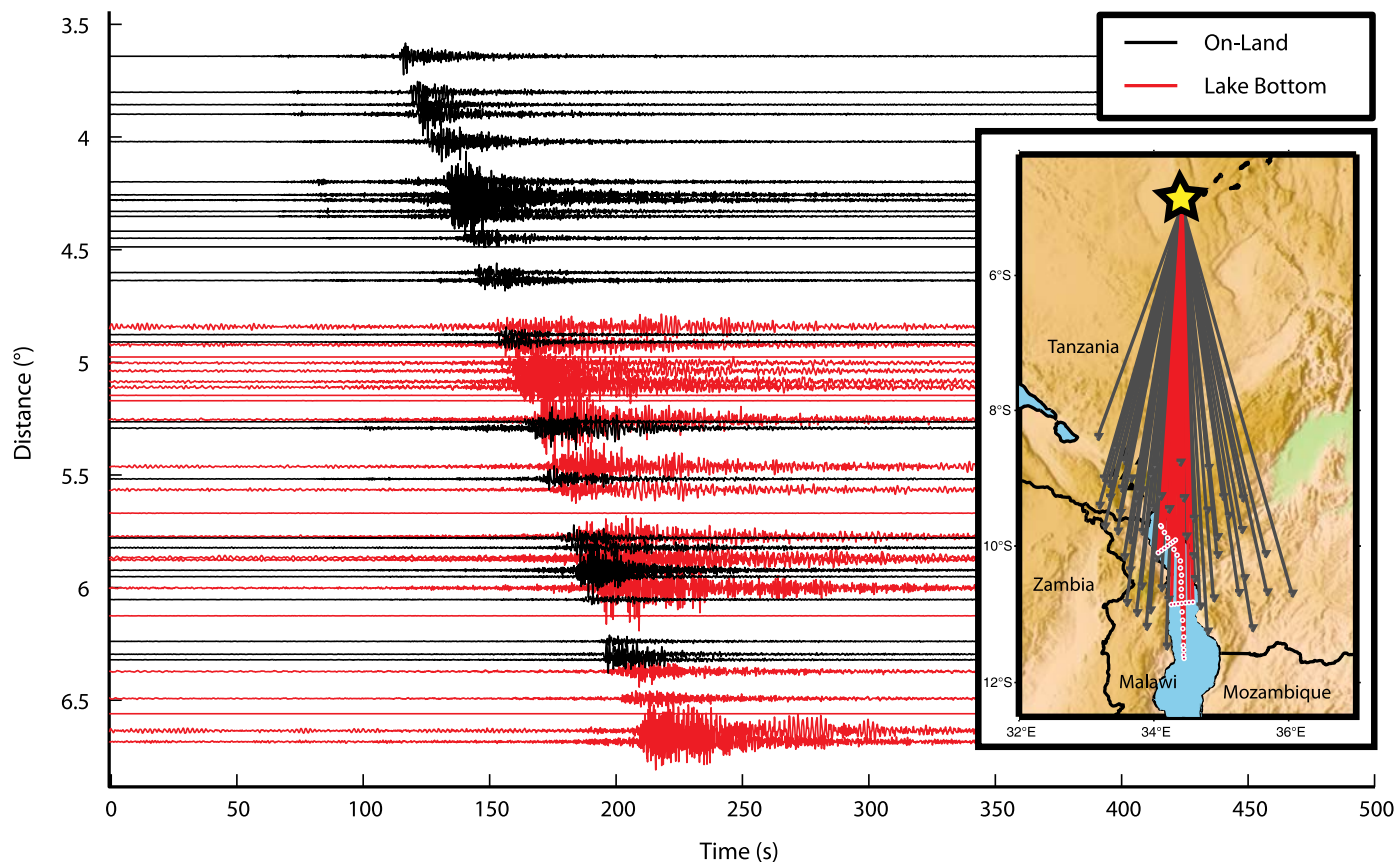 3.5
4
4.5
5
5.5
6
6.5
Distance (°)
0
50
100
150
200
250
300
350
400
450
500
Time (s)
On-Land
Lake Bottom
6°S
8°S
10°S
12°S
32°E
34°E
36°E
Tanzania
Zambia
Malawi
Mozambique